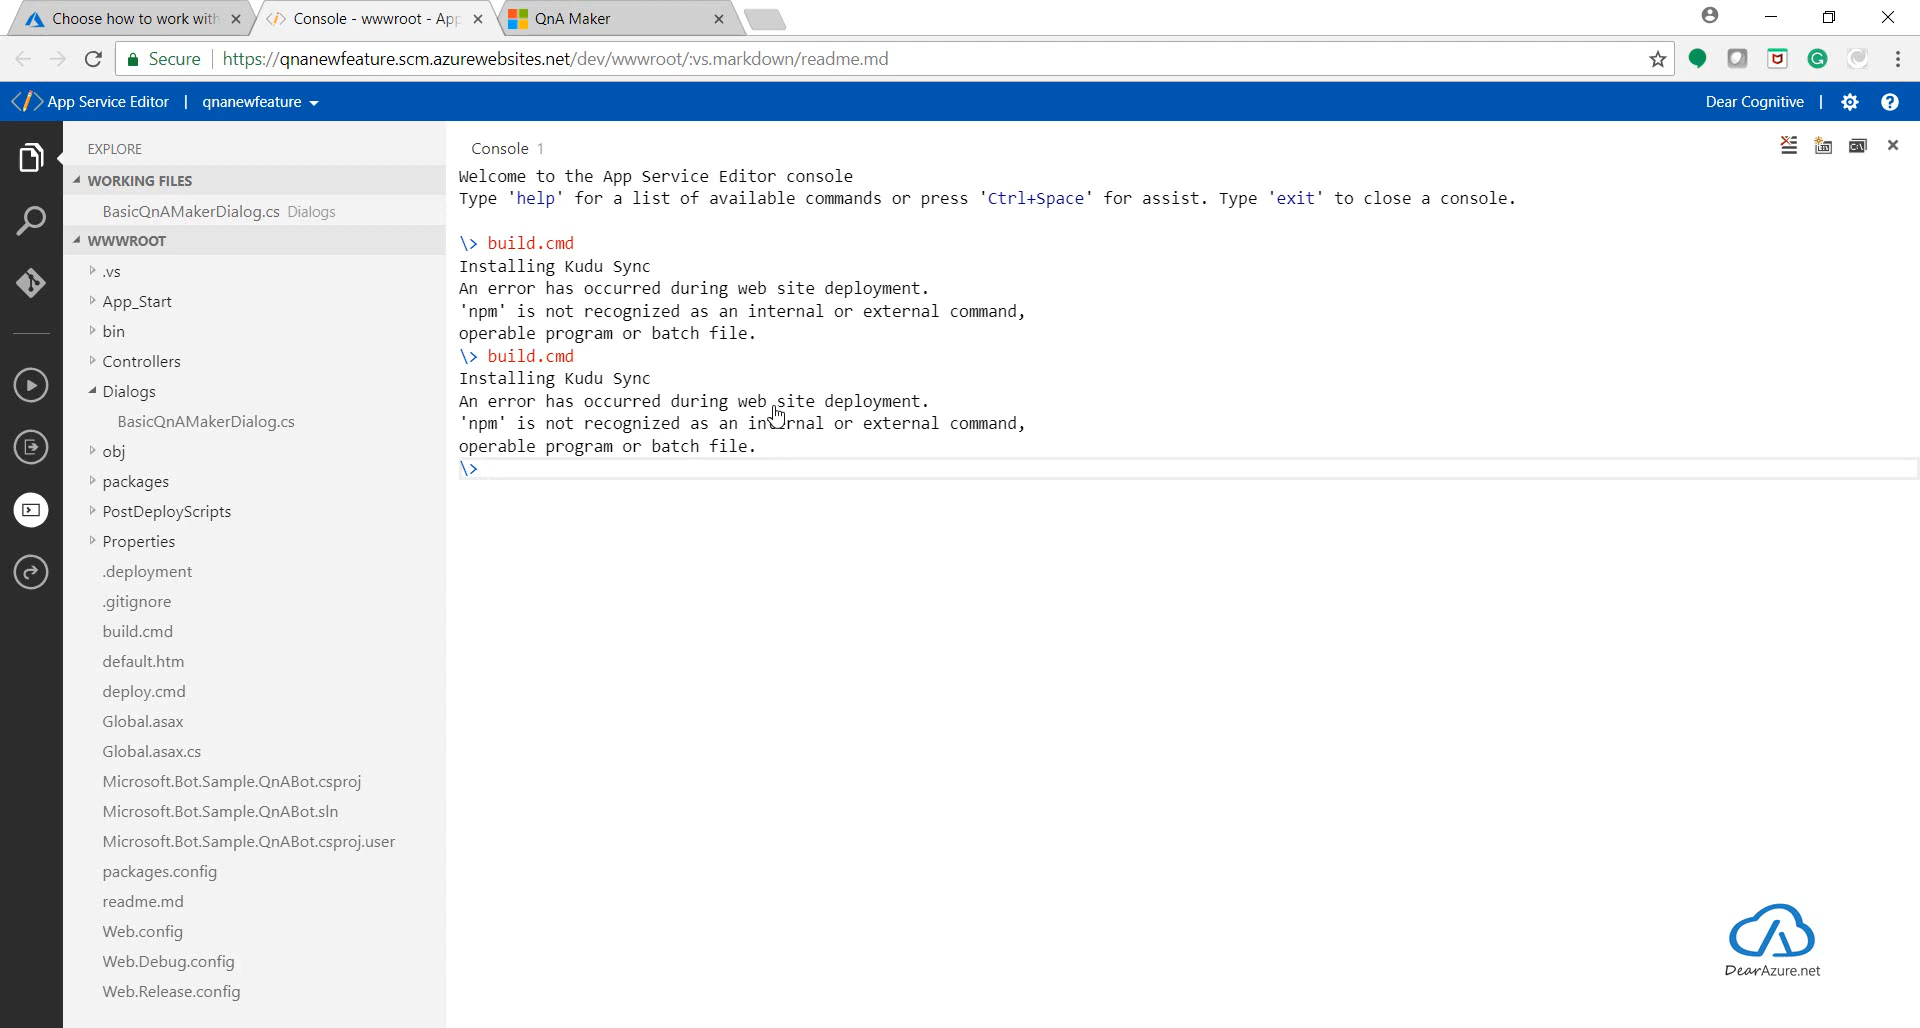 Choose how to work with
Console - wwwroot - App
QnA Maker
Secure
https://qnanewfeature.scm.azurewebsites.net/dev/wwwroot/:vs.markdown/readme.md
App Service Editor | qnanewfeature
Dear Cognitive
EXPLORE
WORKING FILES
BasicQnAMakerDialog.cs Dialogs
WWWROOT
.vs
App_Start
bin
Controllers
Dialogs
BasicQnAMakerDialog.cs
obj
packages
PostDeployScripts
Properties
.deployment
.gitignore
build.cmd
default.htm
deploy.cmd
Global.asax
Global.asax.cs
Microsoft.Bot.Sample.QnABot.csproj
Microsoft.Bot.Sample.QnABot.sln
Microsoft.Bot.Sample.QnABot.csproj.user
packages.config
readme.md
Web.config
Web.Debug.config
Web.Release.config
Console 1
Welcome to the App Service Editor console
Type 'help' for a list of available commands or press 'Ctrl+Space' for assist. Type 'exit' to close a console.
\> build.cmd
Installing Kudu Sync
An error has occurred during web site deployment.
'npm' is not recognized as an internal or external command,
operable program or batch file.
\> build.cmd
Installing Kudu Sync
An error has occurred during web site deployment.
'npm' is not recognized as an internal or external command,
operable program or batch file.
\>
DearAzure.net